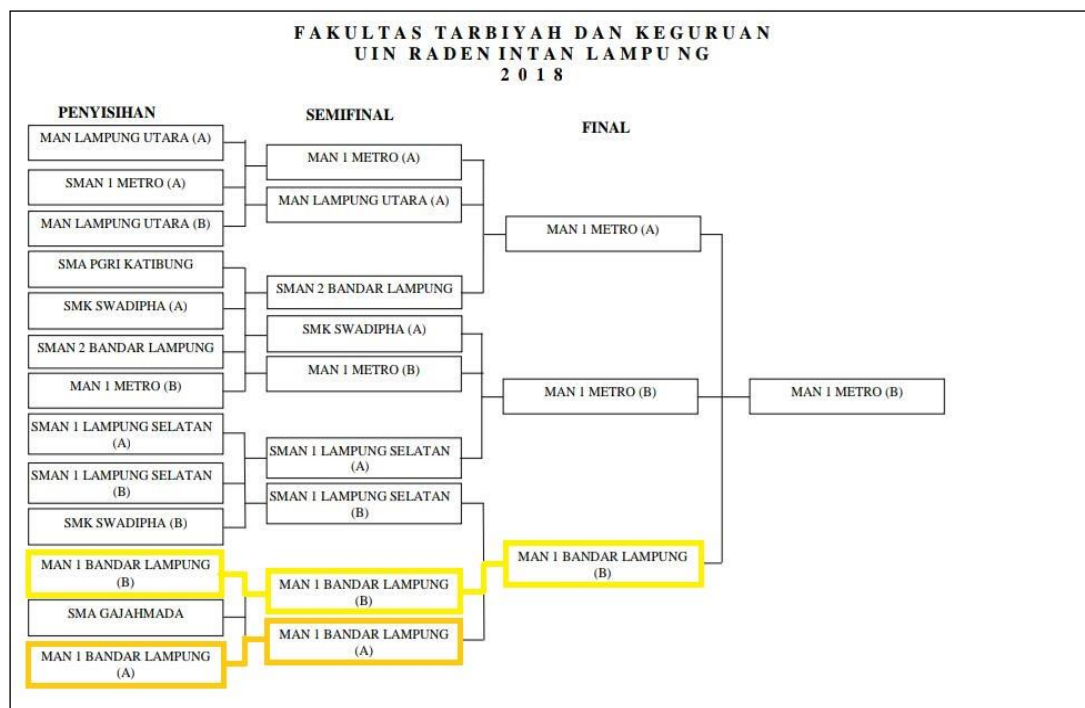 FAKULTAS TARBIYAH DAN KEGURUAN
UIN RADEN INTAN LAMPUNG
2018
PENYISIHAN
MAN LAMPUNG UTARA (A)
SMAN 1 METRO (A)
MAN LAMPUNG UTARA (B)
SMA PGRI KATIBUNG
SMK SWADIPHA (A)
SMAN 2 BANDAR LAMPUNG
MAN 1 METRO (B)
SMAN 1 LAMPUNG SELATAN
(A)
SMAN 1 LAMPUNG SELATAN
(B)
SMK SWADIPHA (B)
MAN 1 BANDAR LAMPUNG
(B)
SMA GAJAHMADA
MAN 1 BANDAR LAMPUNG
(A)
SEMIFINAL
MAN 1 METRO (A)
MAN LAMPUNG UTARA (A)
SMAN 2 BANDAR LAMPUNG
SMK SWADIPHA (A)
MAN 1 METRO (B)
SMAN 1 LAMPUNG SELATAN
(A)
SMAN 1 LAMPUNG SELATAN
(B)
MAN 1 BANDAR LAMPUNG
(B)
MAN 1 BANDAR LAMPUNG
(A)
FINAL
MAN 1 METRO (A)
MAN 1 METRO (B)
MAN 1 BANDAR LAMPUNG
(B)
MAN 1 METRO (B)